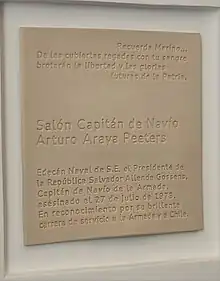 Recuerda Marino...
De las cubiertas regadas con tu sangre
brotarán la libertad y las glorias
futuras de la Patria.
Salón Capitán de Navío
Arturo Araya Peeters
Edecán Naval de S.E. el Presidente de
la República Salvador Allende Gossens,
Capitán de Navío de la Armada,
asesinado el 27 de julio de 1973.
En reconocimiento por su brillante
carrera de servicio a la Armada y a Chile.